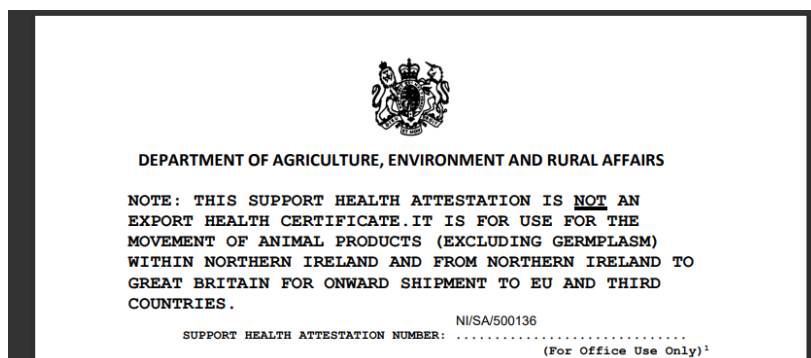 DEPARTMENT OF AGRICULTURE, ENVIRONMENT AND RURAL AFFAIRS
NOTE: THIS SUPPORT HEALTH ATTESTATION IS NOT AN
EXPORT HEALTH CERTIFICATE.IT IS FOR USE FOR THE
MOVEMENT OF ANIMAL PRODUCTS (EXCLUDING GERMPLASM)
WITHIN NORTHERN IRELAND AND FROM NORTHERN IRELAND TO
GREAT BRITAIN FOR ONWARD SHIPMENT TO EU AND THIRD
COUNTRIES.
NI/SA/500136
SUPPORT HEALTH ATTESTATION NUMBER: ..............................
(For Office Use Only)¹